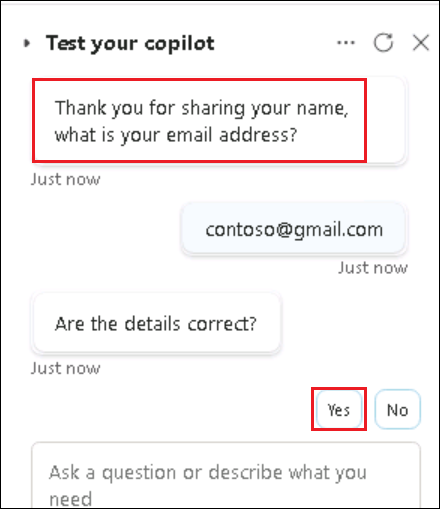 Test your copilot
Thank you for sharing your name,
what is your email address?
Just now
contoso@gmail.com
Just now
Are the details correct?
Just now
Yes No
Ask a question or describe what you
need